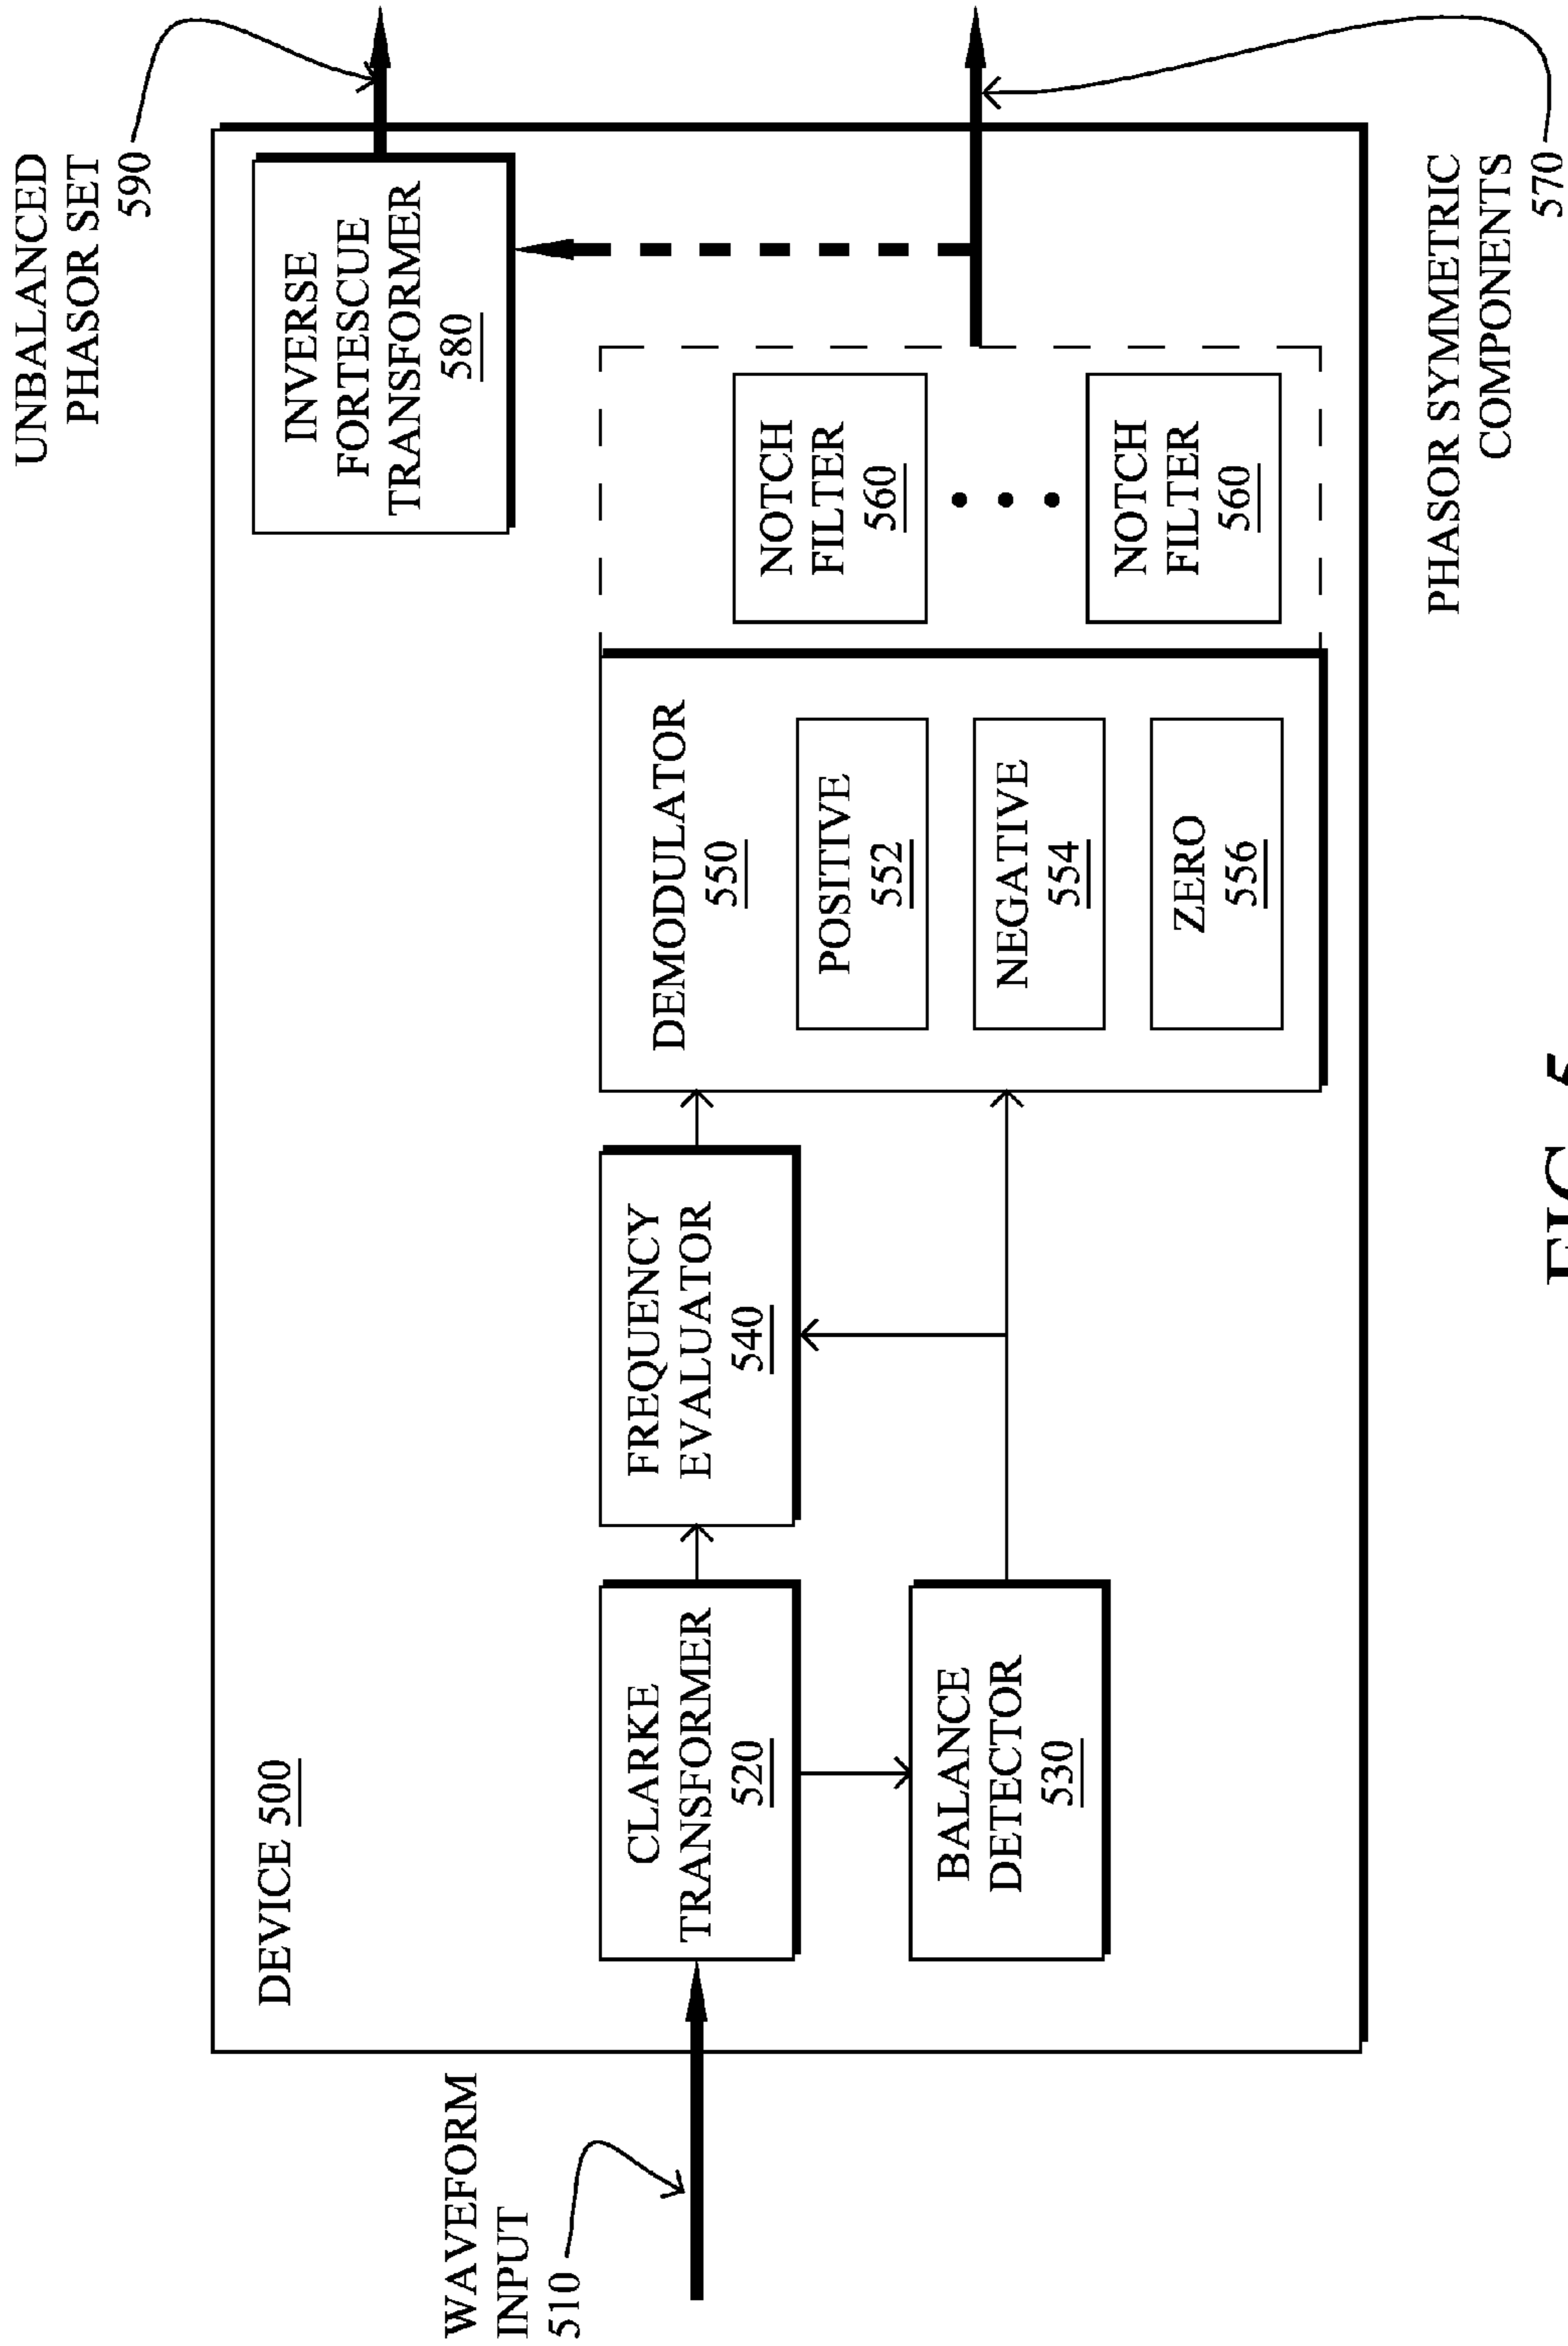 UNBALANCED
PHASOR SET
590
DEVICE 500
INVERSE
FORTESCUE
TRANSFORMER
580
WAVEFORM
INPUT
510
CLARKE
TRANSFORMER
520
FREQUENCY
EVALUATOR
540
DEMODULATOR
550
POSITIVE
552
NEGATIVE
554
ZERO
556
NOTCH
FILTER
560
NOTCH
FILTER
560
BALANCE
DETECTOR
530
PHASOR SYMMETRIC
COMPONENTS
570
FIG. 5